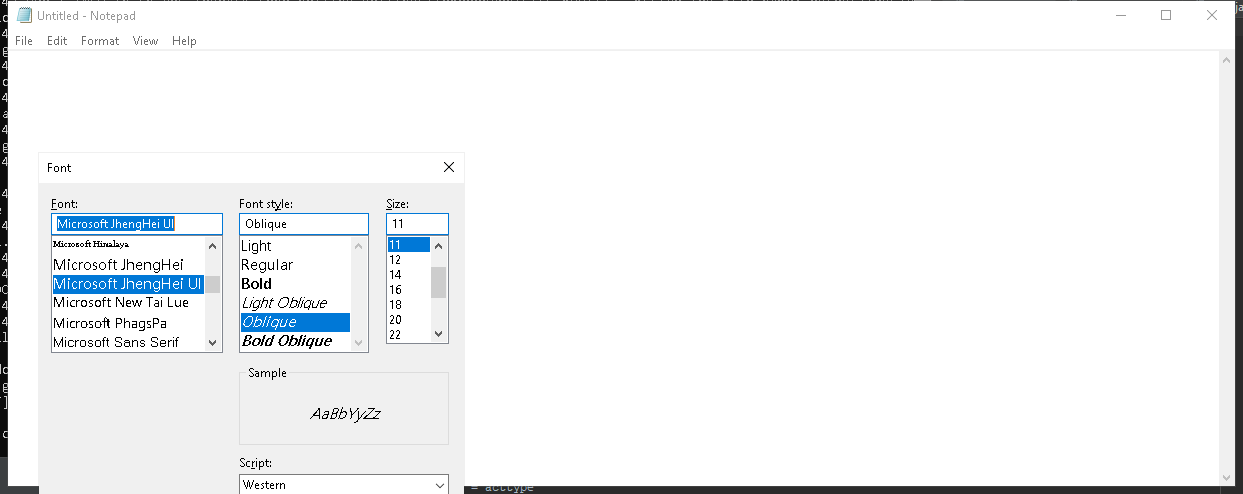 Untitled - Notepad
File Edit Format View Help
Font
Font: Font style: Size:
Microsoft JhengHei UI Oblique 11
Microsoft Himalaya
Microsoft JhengHei
Microsoft JhengHei UI
Microsoft New Tai Lue
Microsoft PhagsPa
Microsoft Sans Serif
Light
Regular
Bold
Light Oblique
Oblique
Bold Oblique
11
12
14
16
18
20
22
Sample
AaBbYyZz
Script:
Western
= acttype